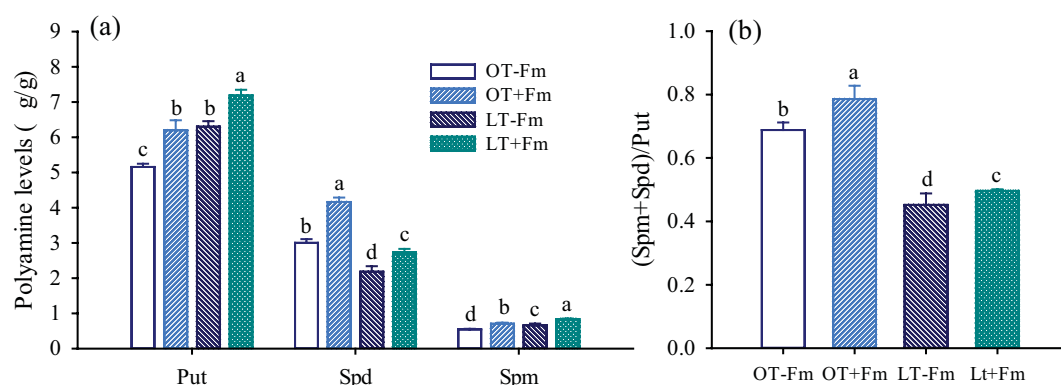 (a)
Polyamine levels ( g/g)
9
8
7
6
5
4
3
2
1
0
c b b a
b a d c
d b c a
Put Spd Spm
OT-Fm
OT+Fm
LT-Fm
LT+Fm
(b)
(Spm+Spd)/Put
1.0
0.8
0.6
0.4
0.2
0.0
b a d c
OT-Fm OT+Fm LT-Fm Lt+Fm